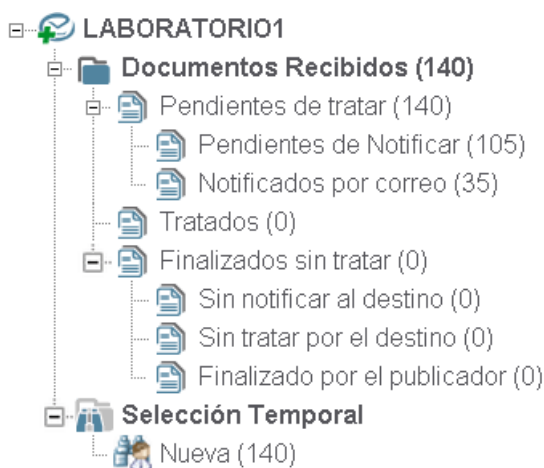 LABORATORIO1
Documentos Recibidos (140)
Pendientes de tratar (140)
Pendientes de Notificar (105)
Notificados por correo (35)
Tratados (0)
Finalizados sin tratar (0)
Sin notificar al destino (0)
Sin tratar por el destino (0)
Finalizado por el publicador (0)
Selección Temporal
Nueva (140)